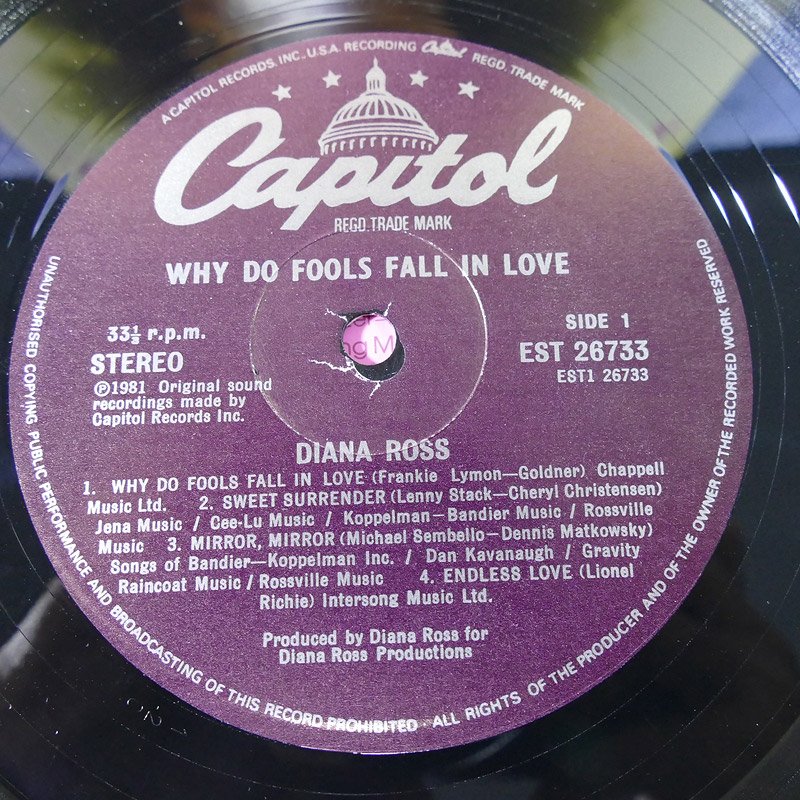 A CAPITOL RECORDS, INC., U.S.A. RECORDING Capitol REGD. TRADE MARK
Capitol
REGD. TRADE MARK
WHY DO FOOLS FALL IN LOVE
33⅓ r.p.m.
STEREO
Ⓟ1981 Original sound
recordings made by
Capitol Records Inc.
SIDE 1
EST 26733
EST1 26733
DIANA ROSS
1. WHY DO FOOLS FALL IN LOVE (Frankie Lymon—Goldner) Chappell
Music Ltd. 2. SWEET SURRENDER (Lenny Stack—Cheryl Christensen)
Jena Music / Cee-Lu Music / Koppelman—Bandier Music / Rossville
Music 3. MIRROR, MIRROR (Michael Sembello—Dennis Matkowsky)
Songs of Bandier—Koppelman Inc. / Dan Kavanaugh / Gravity
Raincoat Music / Rossville Music 4. ENDLESS LOVE (Lionel
Richie) Intersong Music Ltd.
Produced by Diana Ross for
Diana Ross Productions
UNAUTHORISED COPYING PUBLIC PERFORMANCE AND BROADCASTING OF THIS RECORD PROHIBITED · ALL RIGHTS OF THE PRODUCER AND OF THE OWNER OF THE RECORDED WORK RESERVED